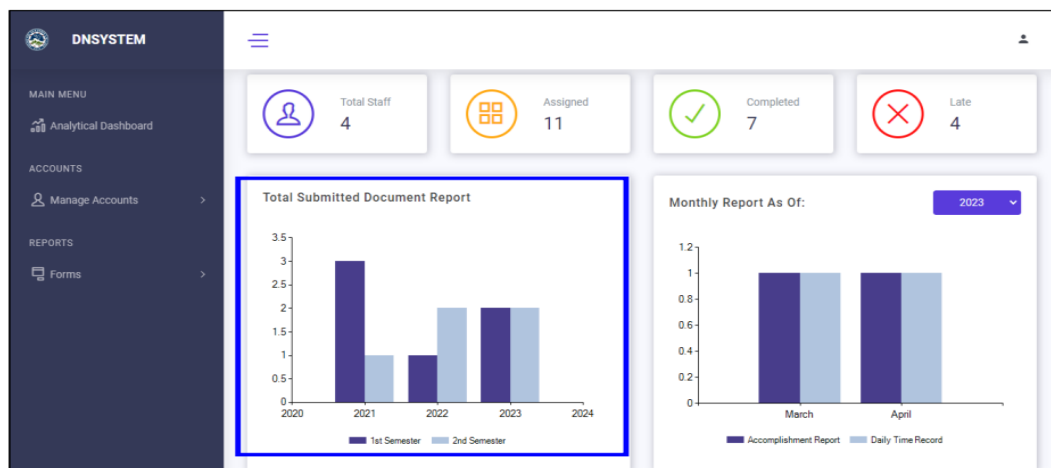 DNSYSTEM
MAIN MENU
Analytical Dashboard
ACCOUNTS
Manage Accounts
REPORTS
Forms
Total Staff
4
Assigned
11
Completed
7
Late
4
Total Submitted Document Report
3.5
3
2.5
2
1.5
1
0.5
0
2020 2021 2022 2023 2024
1st Semester 2nd Semester
Monthly Report As Of:
2023
1.2
1
0.8
0.6
0.4
0.2
0
March April
Accomplishment Report Daily Time Record